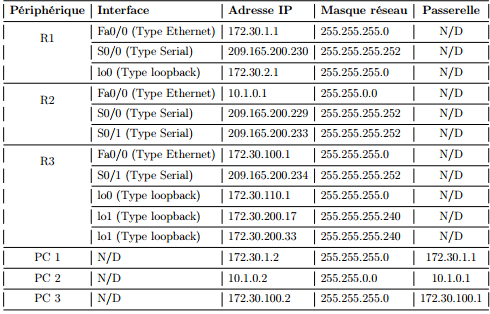 Périphérique Interface Adresse IP Masque réseau Passerelle
R1 Fa0/0 (Type Ethernet) 172.30.1.1 255.255.255.0 N/D
S0/0 (Type Serial) 209.165.200.230 255.255.255.252 N/D
lo0 (Type loopback) 172.30.2.1 255.255.255.0 N/D
R2 Fa0/0 (Type Ethernet) 10.1.0.1 255.255.0.0 N/D
S0/0 (Type Serial) 209.165.200.229 255.255.255.252 N/D
S0/1 (Type Serial) 209.165.200.233 255.255.255.252 N/D
R3 Fa0/0 (Type Ethernet) 172.30.100.1 255.255.255.0 N/D
S0/1 (Type Serial) 209.165.200.234 255.255.255.252 N/D
lo0 (Type loopback) 172.30.110.1 255.255.255.0 N/D
lo1 (Type loopback) 172.30.200.17 255.255.255.240 N/D
lo1 (Type loopback) 172.30.200.33 255.255.255.240 N/D
PC 1 N/D 172.30.1.2 255.255.255.0 172.30.1.1
PC 2 N/D 10.1.0.2 255.255.0.0 10.1.0.1
PC 3 N/D 172.30.100.2 255.255.255.0 172.30.100.1